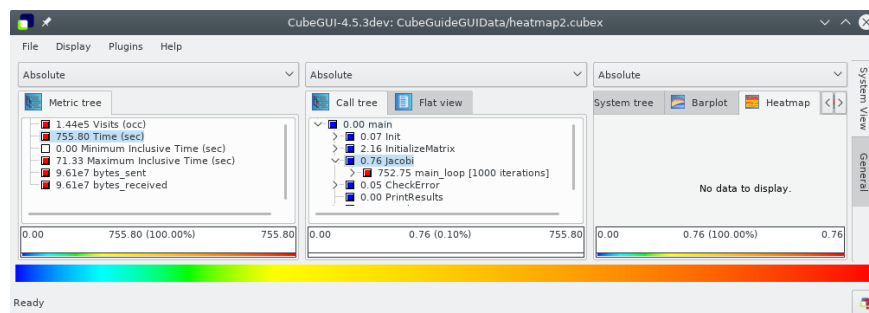 CubeGUI-4.5.3dev: CubeGuideGUIData/heatmap2.cubex
File Display Plugins Help
Absolute
Absolute
Absolute
Metric tree
Call tree
Flat view
System tree
Barplot
Heatmap
1.44e5 Visits (occ)
755.80 Time (sec)
0.00 Minimum Inclusive Time (sec)
71.33 Maximum Inclusive Time (sec)
9.61e7 bytes_sent
9.61e7 bytes_received
0.00 main
0.07 Init
2.16 InitializeMatrix
0.76 Jacobi
752.75 main_loop [1000 iterations]
0.05 CheckError
0.00 PrintResults
No data to display.
System View
General
0.00 755.80 (100.00%) 755.80
0.00 0.76 (0.10%) 755.80
0.00 0.76 (100.00%) 0.76
Ready